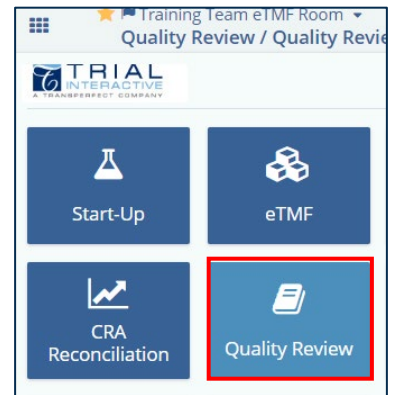 Training Team eTMF Room
Quality Review / Quality Revie
TRIAL
INTERACTIVE
A TRANSPERFECT COMPANY
Start-Up
eTMF
CRA
Reconciliation
Quality Review